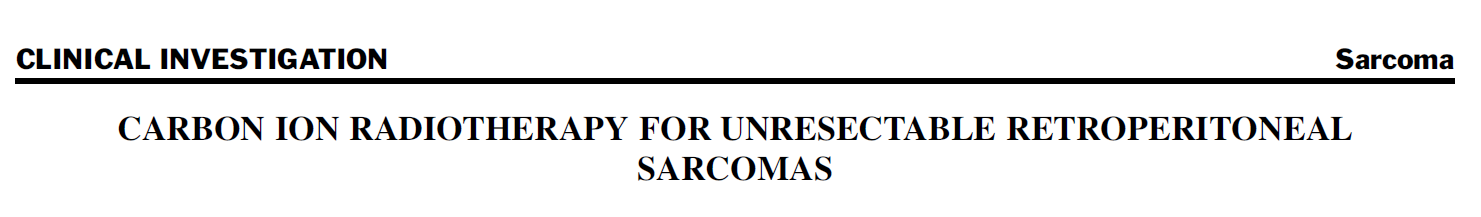 CLINICAL INVESTIGATION Sarcoma
CARBON ION RADIOTHERAPY FOR UNRESECTABLE RETROPERITONEAL
SARCOMAS